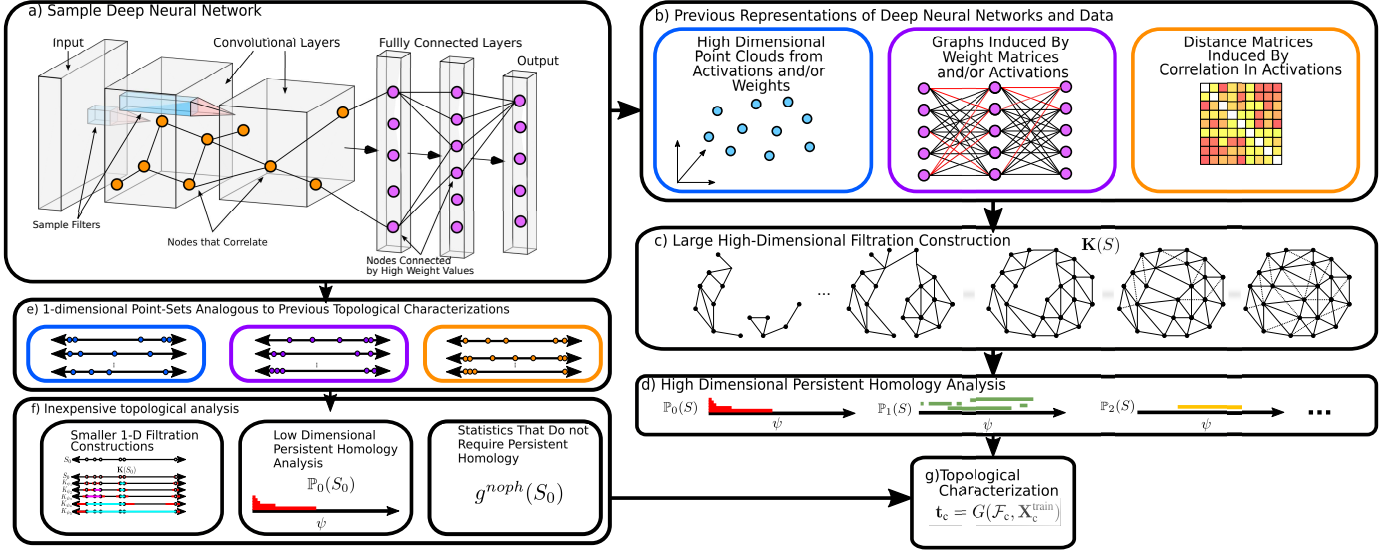 a) Sample Deep Neural Network
Input
Convolutional Layers
Fullly Connected Layers
Output
Sample Filters
Nodes that Correlate
Nodes Connected
by High Weight Values
b) Previous Representations of Deep Neural Networks and Data
High Dimensional
Point Clouds from
Activations and/or
Weights
Graphs Induced By
Weight Matrices
and/or Activations
Distance Matrices
Induced By
Correlation In Activations
c) Large High-Dimensional Filtration Construction
K(S)
...
d) High Dimensional Persistent Homology Analysis
ℙ₀(S)
ψ
ℙ₁(S)
ψ
ℙ₂(S)
ψ
...
e) 1-dimensional Point-Sets Analogous to Previous Topological Characterizations
f) Inexpensive topological analysis
Smaller 1-D Filtration
Constructions
S₀
K(S₀)
S₀
Low Dimensional
Persistent Homology
Analysis
ℙ₀(S₀)
ψ
Statistics That Do not
Require Persistent
Homology
g^{noph}(S₀)
g)Topological
Characterization
t_c = G(ℱ_c, X_c^{train})